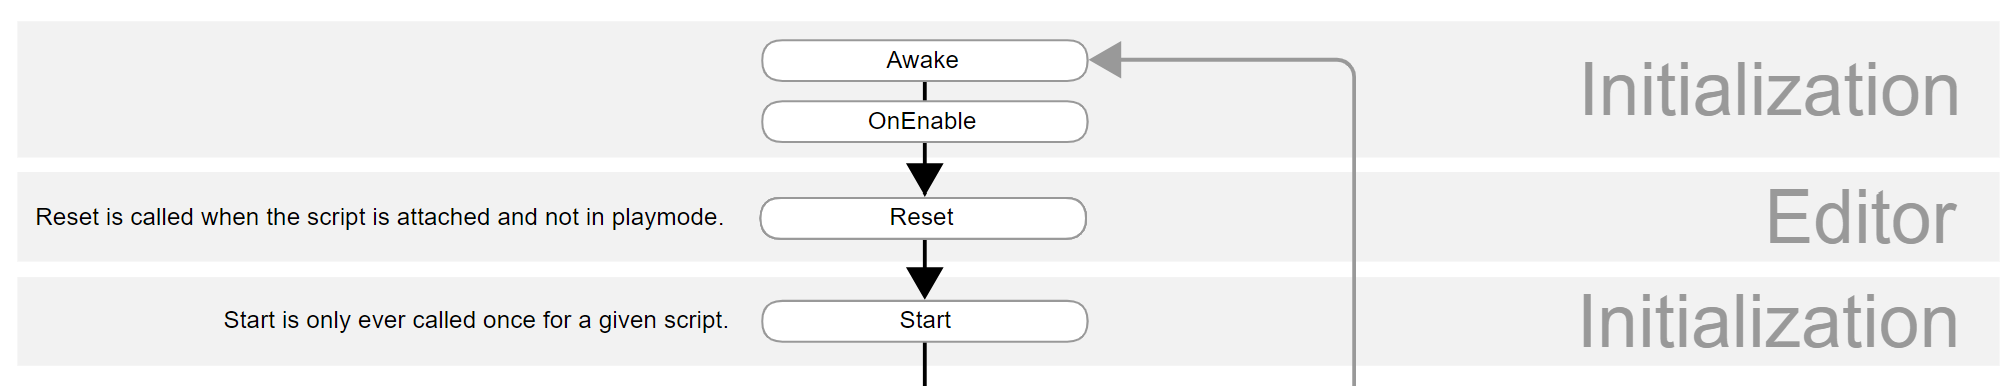 Awake
Initialization
OnEnable
Reset is called when the script is attached and not in playmode.
Reset
Editor
Start is only ever called once for a given script.
Start
Initialization